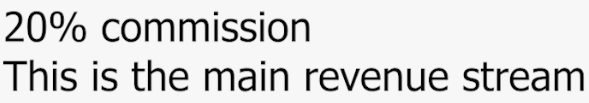 20% commission
This is the main revenue stream